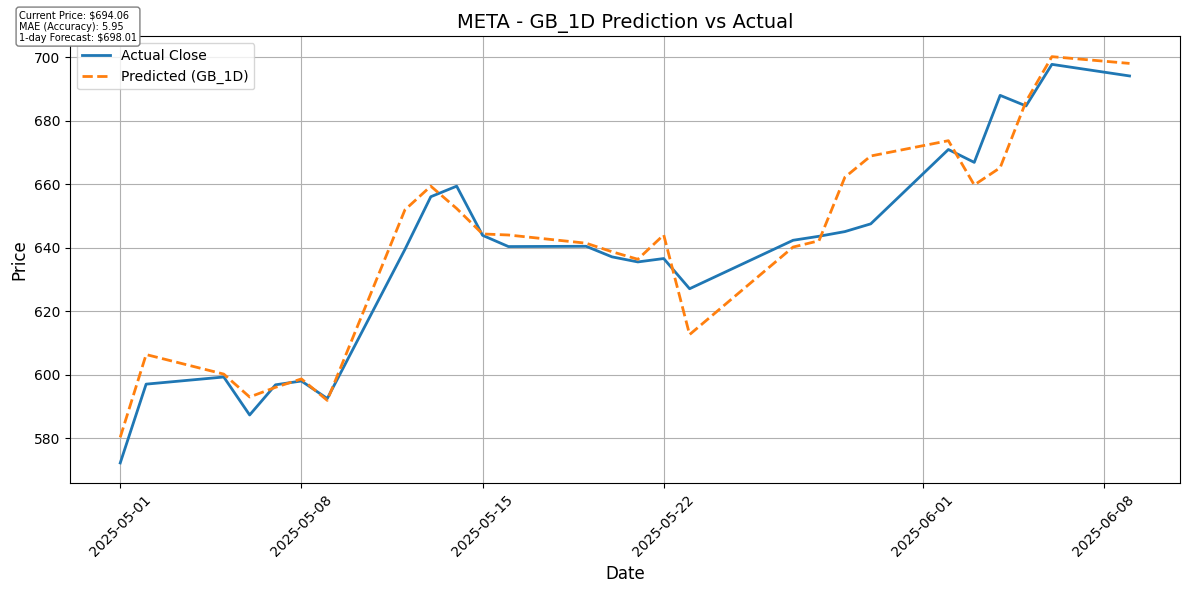 META - GB_1D Prediction vs Actual
Current Price: $694.06
MAE (Accuracy): 5.95
1-day Forecast: $698.01
Actual Close
Predicted (GB_1D)
Price
700
680
660
640
620
600
580
2025-05-01
2025-05-08
2025-05-15
2025-05-22
2025-06-01
2025-06-08
Date